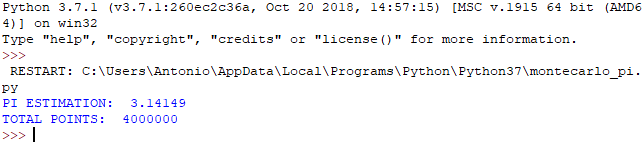 Python 3.7.1 (v3.7.1:260ec2c36a, Oct 20 2018, 14:57:15) [MSC v.1915 64 bit (AMD6
4)] on win32
Type "help", "copyright", "credits" or "license()" for more information.
>>>
RESTART: C:\Users\Antonio\AppData\Local\Programs\Python\Python37\montecarlo_pi.
py
PI ESTIMATION:  3.14149
TOTAL POINTS:  4000000
>>>